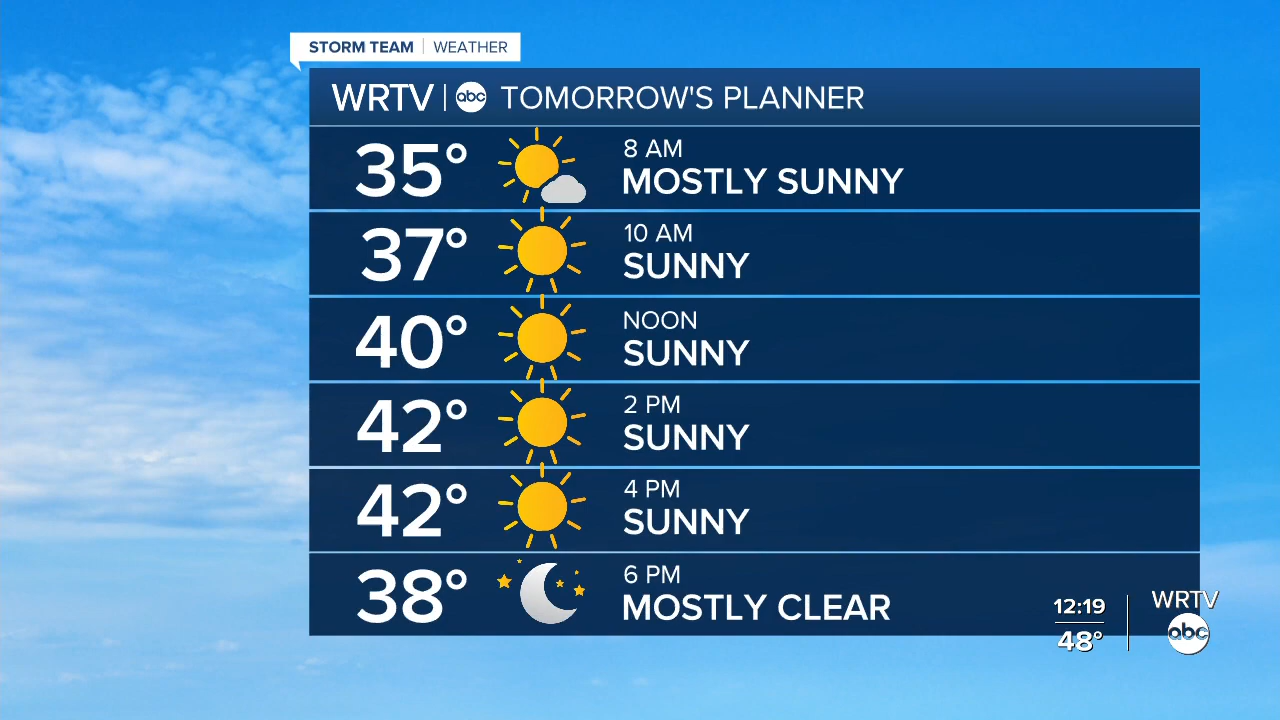 STORM TEAM | WEATHER
WRTV | abc TOMORROW'S PLANNER
35°
8 AM
MOSTLY SUNNY
37°
10 AM
SUNNY
40°
NOON
SUNNY
42°
2 PM
SUNNY
42°
4 PM
SUNNY
38°
6 PM
MOSTLY CLEAR
12:19
48°
WRTV
abc